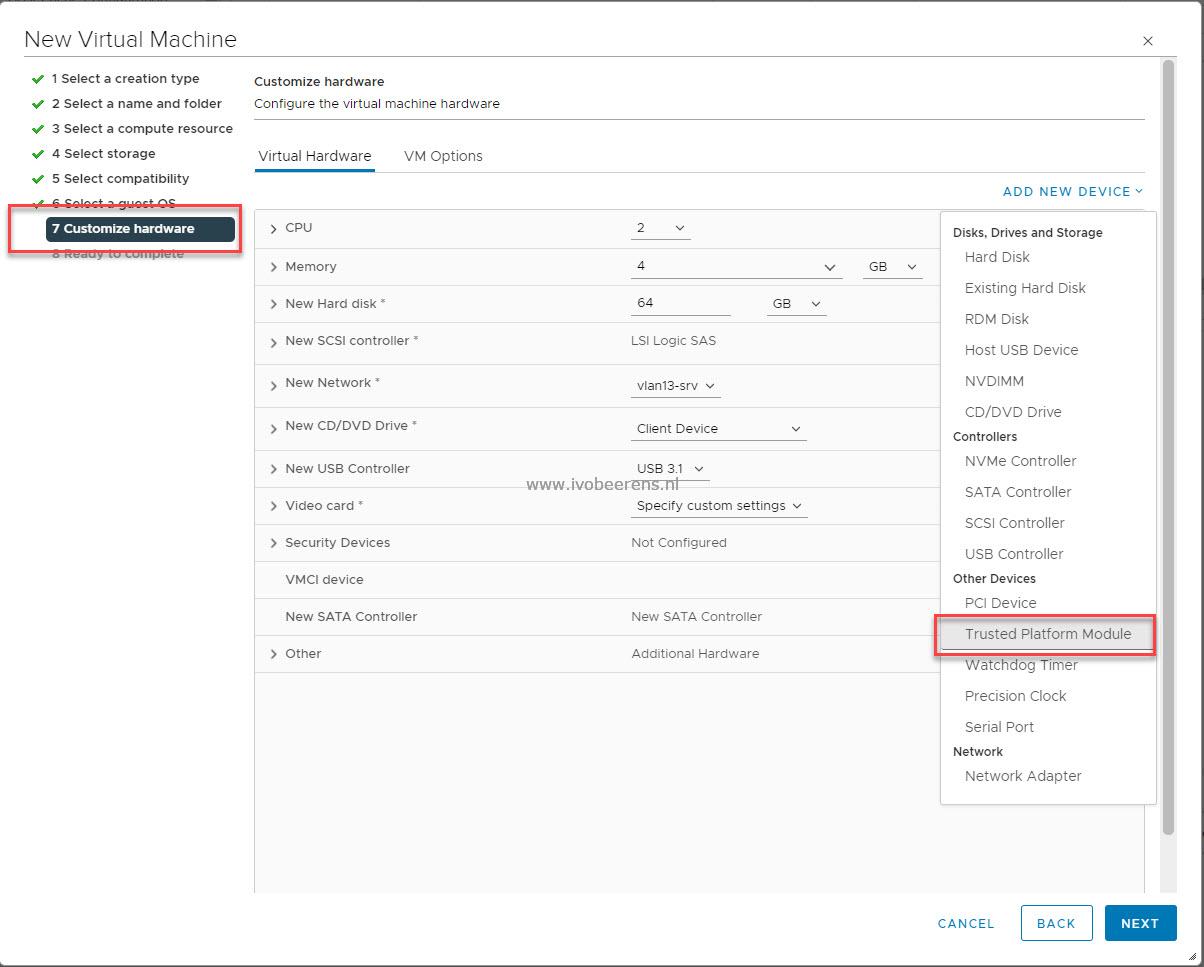 New Virtual Machine
1 Select a creation type
2 Select a name and folder
3 Select a compute resource
4 Select storage
5 Select compatibility
6 Select a guest OS
7 Customize hardware
8 Ready to complete
Customize hardware
Configure the virtual machine hardware
Virtual Hardware VM Options
ADD NEW DEVICE
CPU 2
Memory 4 GB
New Hard disk * 64 GB
New SCSI controller * LSI Logic SAS
New Network * vlan13-srv
New CD/DVD Drive * Client Device
New USB Controller USB 3.1
www.ivobeerens.nl
Video card * Specify custom settings
Security Devices Not Configured
VMCI device
New SATA Controller New SATA Controller
Other Additional Hardware
Disks, Drives and Storage
Hard Disk
Existing Hard Disk
RDM Disk
Host USB Device
NVDIMM
CD/DVD Drive
Controllers
NVMe Controller
SATA Controller
SCSI Controller
USB Controller
Other Devices
PCI Device
Trusted Platform Module
Watchdog Timer
Precision Clock
Serial Port
Network
Network Adapter
CANCEL BACK NEXT